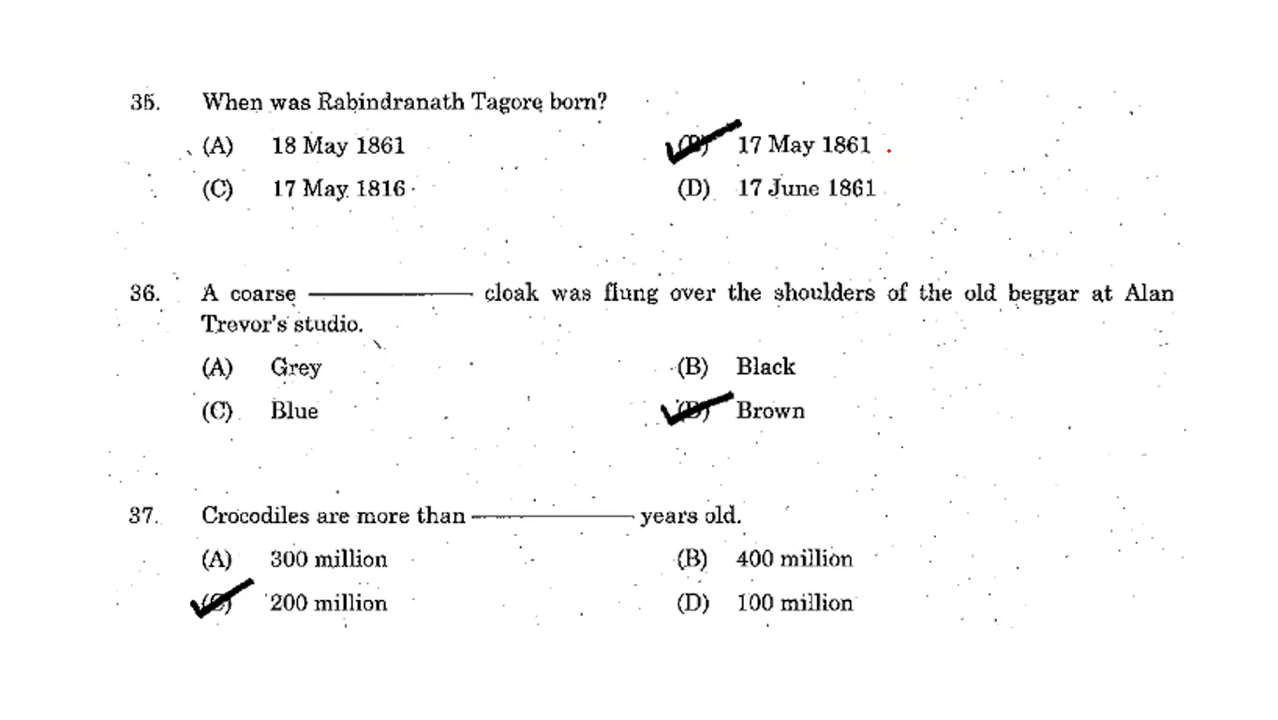 35. When was Rabindranath Tagore born?
(A) 18 May 1861 (B) 17 May 1861
(C) 17 May 1816 (D) 17 June 1861
36. A coarse ____________ cloak was flung over the shoulders of the old beggar at Alan
Trevor's studio.
(A) Grey (B) Black
(C) Blue (D) Brown
37. Crocodiles are more than ____________ years old.
(A) 300 million (B) 400 million
(C) 200 million (D) 100 million